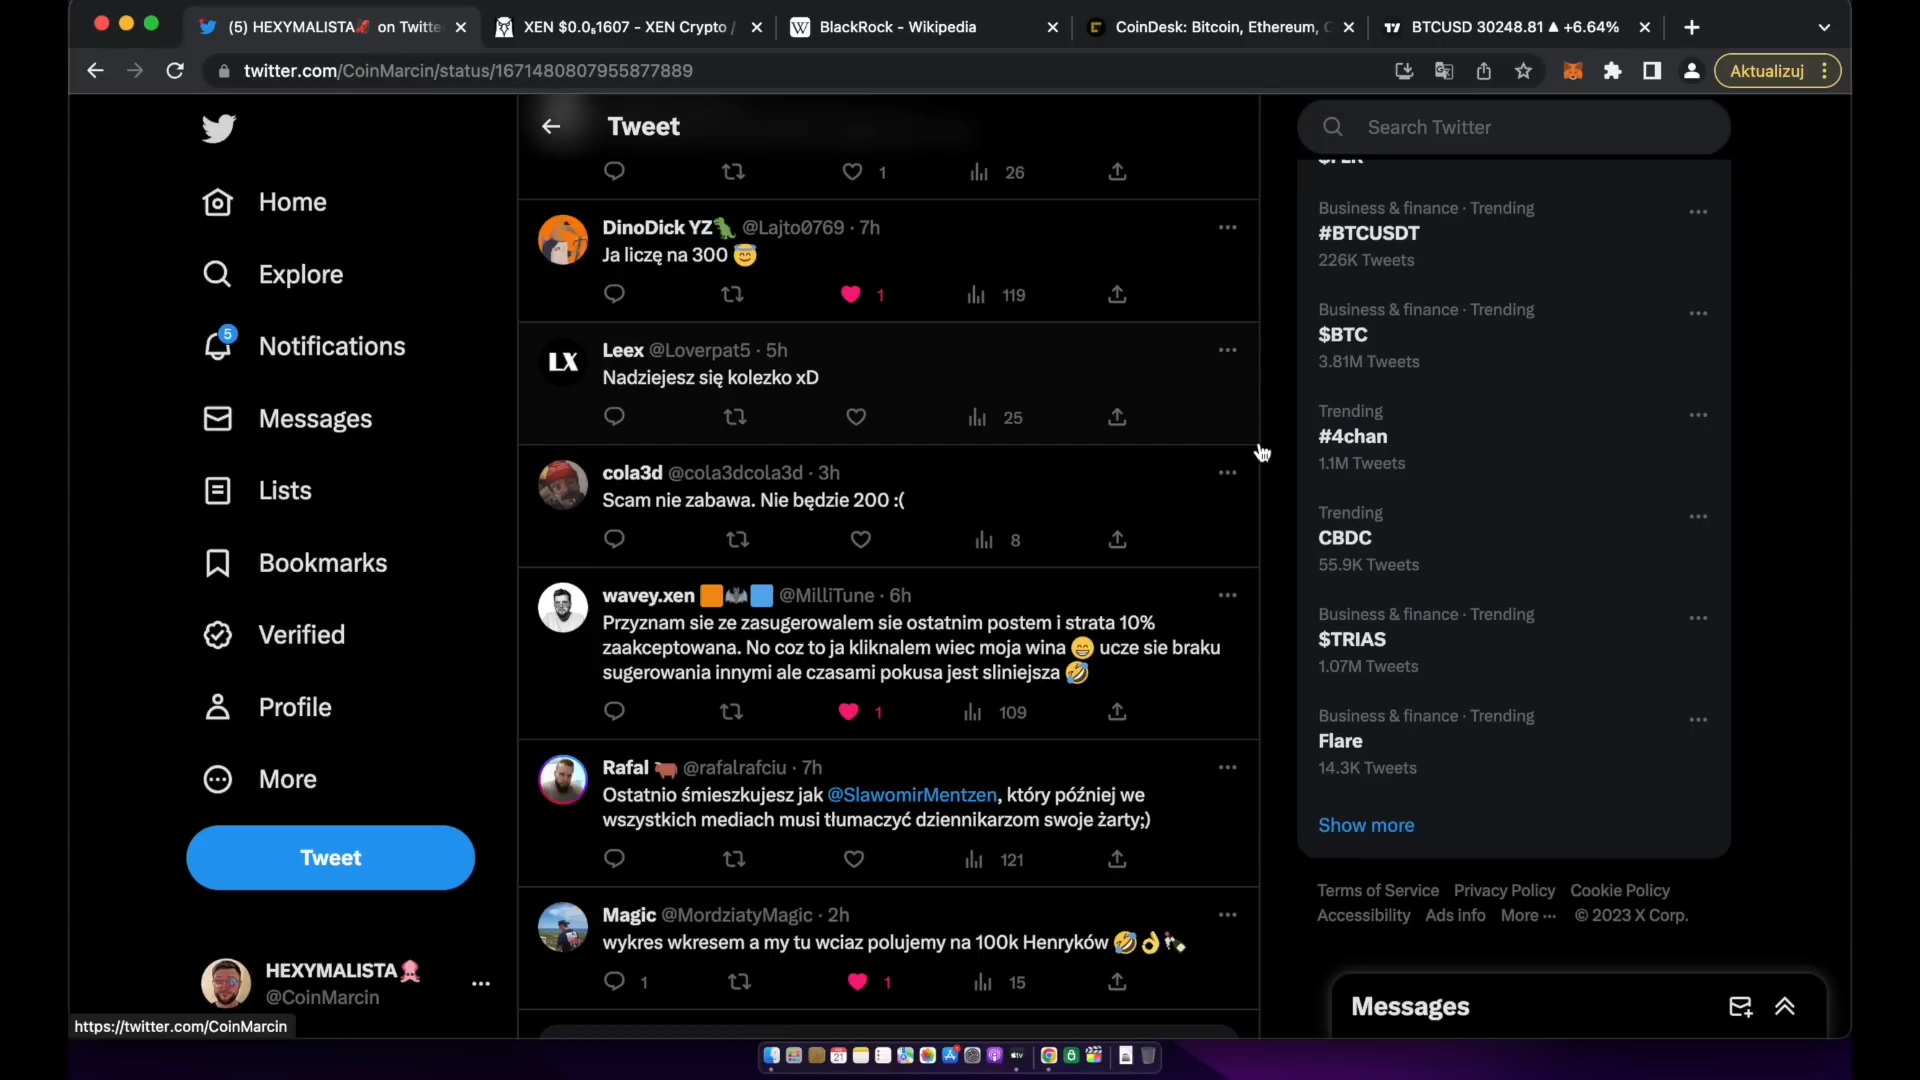 (5) HEXYMALISTA on Twitte
XEN $0.0₅1607 - XEN Crypto /
BlackRock - Wikipedia
CoinDesk: Bitcoin, Ethereum, C
BTCUSD 30248.81 ▲ +6.64%
twitter.com/CoinMarcin/status/1671480807955877889
Aktualizuj
Home
Explore
5
Notifications
Messages
Lists
Bookmarks
Verified
Profile
More
Tweet
HEXYMALISTA
@CoinMarcin
https://twitter.com/CoinMarcin
Tweet
1 26
DinoDick YZ @Lajto0769 · 7h
Ja liczę na 300 😇
1 119
LX
Leex @Loverpat5 · 5h
Nadziejesz się kolezko xD
25
cola3d @cola3dcola3d · 3h
Scam nie zabawa. Nie będzie 200 :(
8
wavey.xen 🟧🦇🟦 @MilliTune · 6h
Przyznam sie ze zasugerowalem sie ostatnim postem i strata 10%
zaakceptowana. No coz to ja kliknalem wiec moja wina 😁 ucze sie braku
sugerowania innymi ale czasami pokusa jest sliniejsza 🤣
1 109
Rafal 🐂 @rafalrafciu · 7h
Ostatnio śmieszkujesz jak @SlawomirMentzen, który później we
wszystkich mediach musi tłumaczyć dziennikarzom swoje żarty;)
121
Magic @MordziatyMagic · 2h
wykres wkresem a my tu wciaz polujemy na 100k Henryków 🤣👌🍾
1 1 15
Search Twitter
Business & finance · Trending
#BTCUSDT
226K Tweets
Business & finance · Trending
$BTC
3.81M Tweets
Trending
#4chan
1.1M Tweets
Trending
CBDC
55.9K Tweets
Business & finance · Trending
$TRIAS
1.07M Tweets
Business & finance · Trending
Flare
14.3K Tweets
Show more
Terms of Service Privacy Policy Cookie Policy
Accessibility Ads info More ··· © 2023 X Corp.
Messages
21